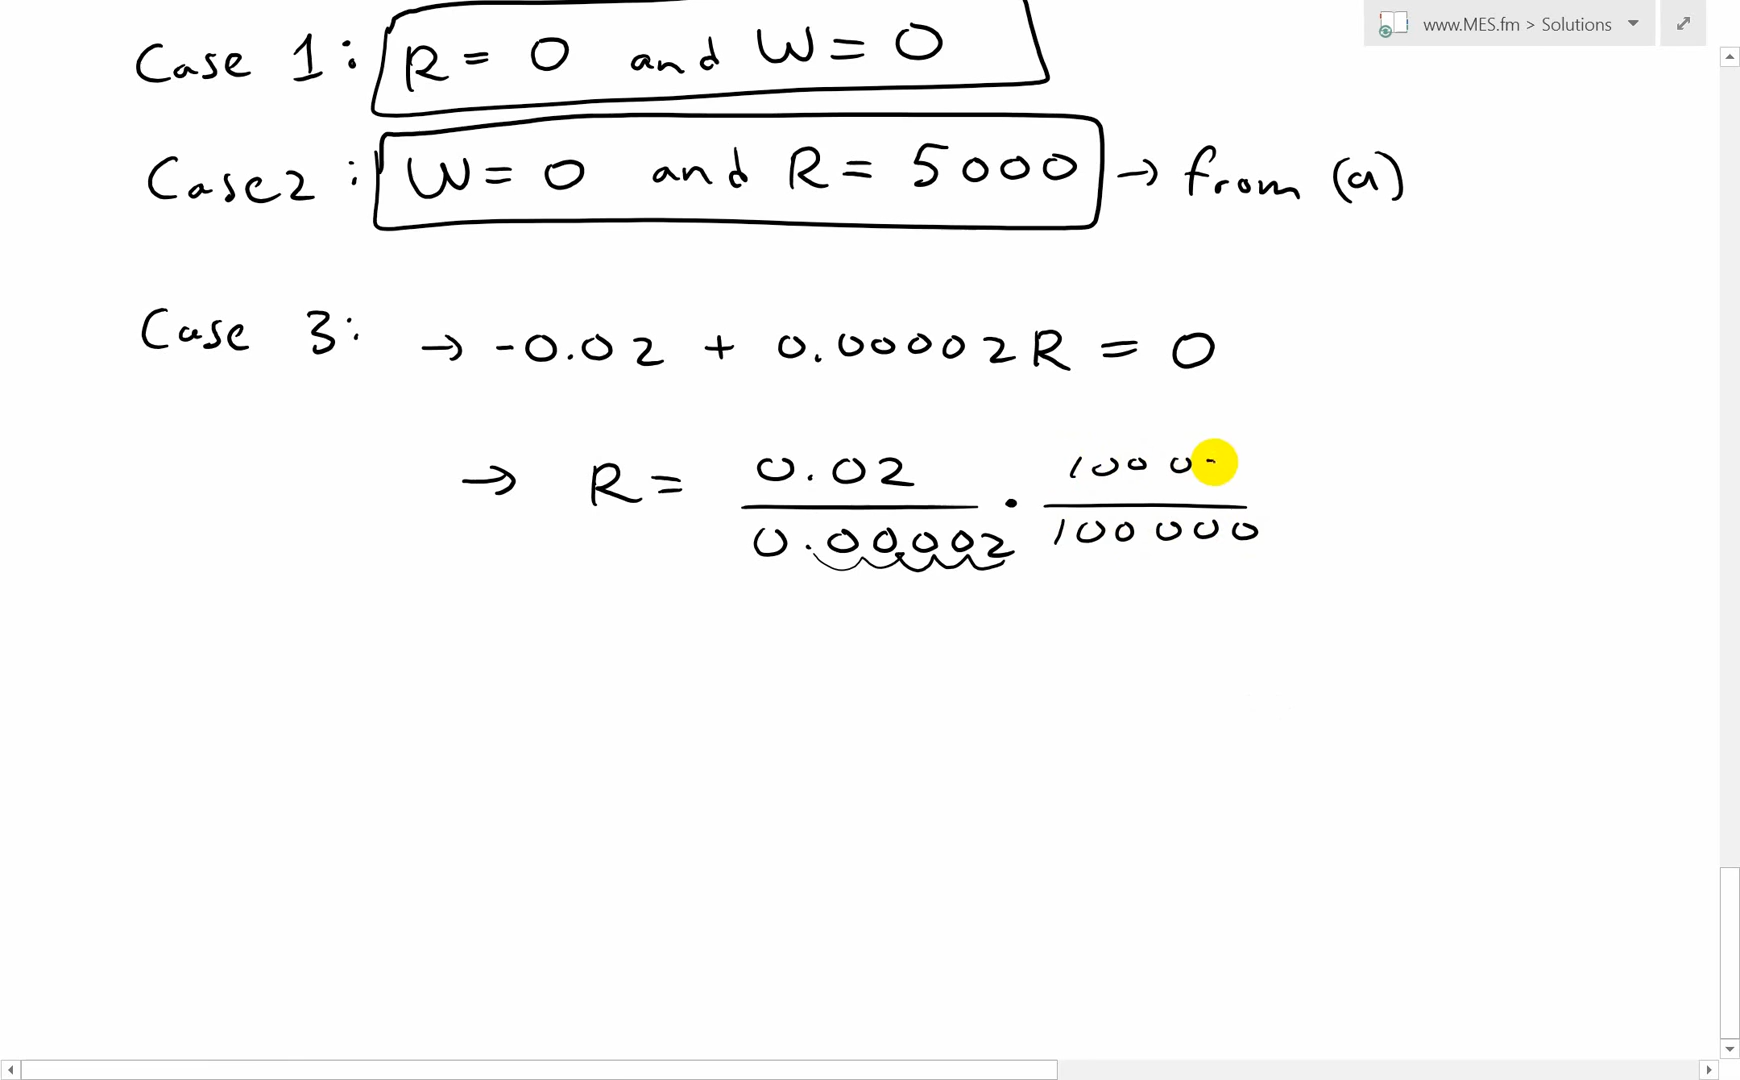 www.MES.fm > Solutions
Case 1: R = 0 and W = 0
Case 2: W = 0 and R = 5000 → from (a)
Case 3: → -0.02 + 0.00002R = 0
→ R = 0.02/0.00002 · 1000/100000